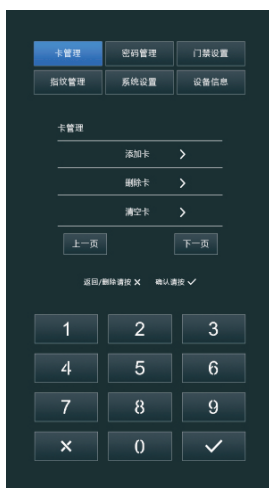 卡管理 密码管理 门禁设置
指纹管理 系统设置 设备信息
卡管理
添加卡 >
删除卡 >
清空卡 >
上一页 下一页
返回/删除请按 X 确认请按 ✓
1 2 3
4 5 6
7 8 9
✕ 0 ✓